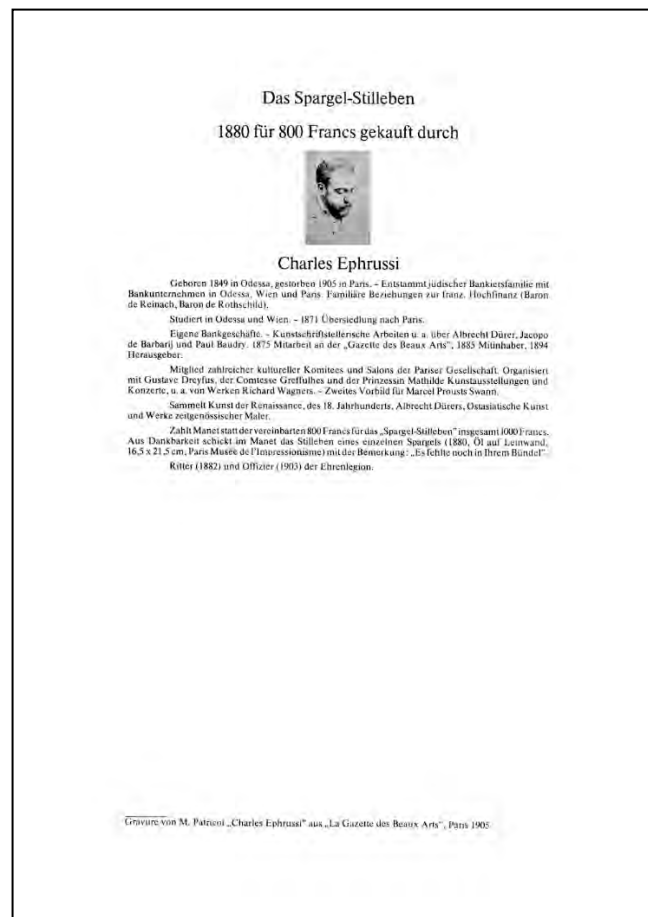 Das Spargel-Stilleben
1880 für 800 Francs gekauft durch
Charles Ephrussi
Geboren 1849 in Odessa, gestorben 1905 in Paris. – Entstammt jüdischer Bankiersfamilie mit
Bankunternehmen in Odessa, Wien und Paris. Familiäre Beziehungen zur franz. Hochfinanz (Baron
de Reinach, Baron de Rothschild).
Studiert in Odessa und Wien. – 1871 Übersiedlung nach Paris.
Eigene Bankgeschäfte. – Kunstschriftstellerische Arbeiten u. a. über Albrecht Dürer, Jacopo
de Barbarij und Paul Baudry. 1875 Mitarbeit an der „Gazette des Beaux Arts“, 1885 Mitinhaber, 1894
Herausgeber.
Mitglied zahlreicher kultureller Komitees und Salons der Pariser Gesellschaft. Organisiert
mit Gustave Dreyfus, der Comtesse Greffulhes und der Prinzessin Mathilde Kunstausstellungen und
Konzerte, u. a. von Werken Richard Wagners. – Zweites Vorbild für Marcel Prousts Swann.
Sammelt Kunst der Renaissance, des 18. Jahrhunderts, Albrecht Dürers, Ostasiatische Kunst
und Werke zeitgenössischer Maler.
Zahlt Manet statt der vereinbarten 800 Francs für das „Spargel-Stilleben“ insgesamt 1000 Francs.
Aus Dankbarkeit schickt im Manet das Stilleben eines einzelnen Spargels (1880, Öl auf Leinwand,
16,5 x 21,5 cm, Paris Musée de l'Impressionisme) mit der Bemerkung: „Es fehlte noch in Ihrem Bündel“.
Ritter (1882) und Offizier (1903) der Ehrenlegion.
Gravure von M. Patricot „Charles Ephrussi“ aus „La Gazette des Beaux Arts“, Paris 1905